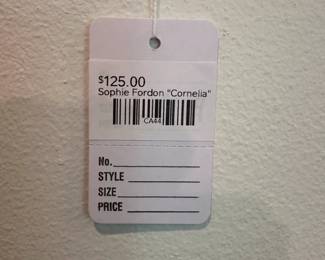 $125.00
Sophie Fordon "Cornelia"
CA44
No.
STYLE
SIZE
PRICE